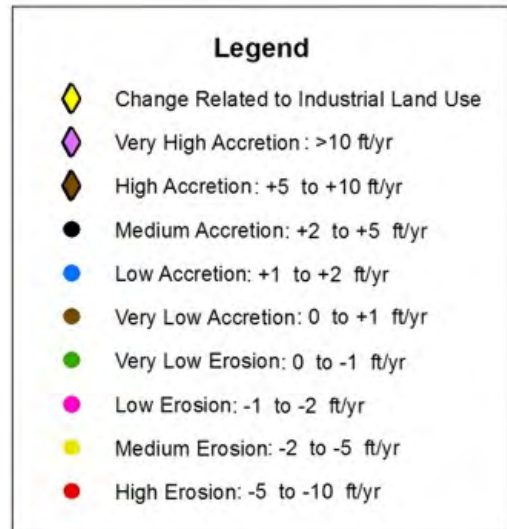 Legend
Change Related to Industrial Land Use
Very High Accretion: >10 ft/yr
High Accretion: +5 to +10 ft/yr
Medium Accretion: +2 to +5 ft/yr
Low Accretion: +1 to +2 ft/yr
Very Low Accretion: 0 to +1 ft/yr
Very Low Erosion: 0 to -1 ft/yr
Low Erosion: -1 to -2 ft/yr
Medium Erosion: -2 to -5 ft/yr
High Erosion: -5 to -10 ft/yr